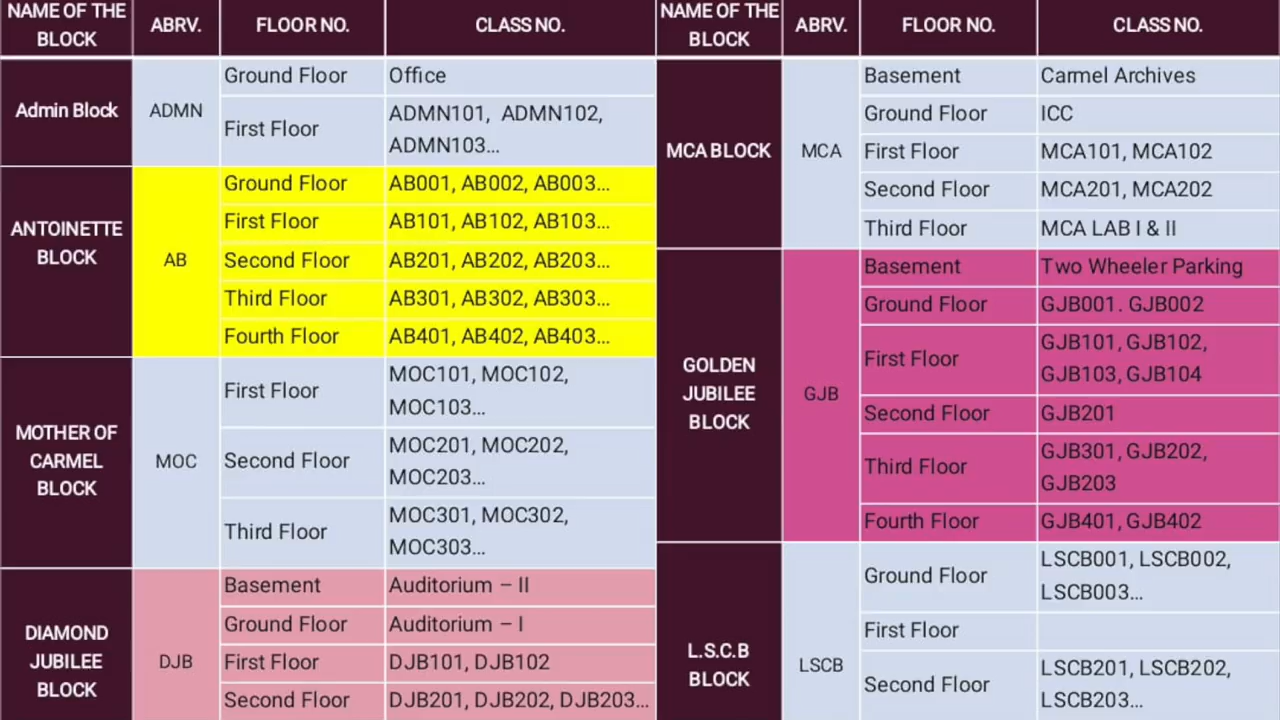 NAME OF THE
BLOCK
ABRV.
FLOOR NO.
CLASS NO.
Admin Block
ADMN
Ground Floor
Office
First Floor
ADMN101, ADMN102,
ADMN103...
ANTOINETTE
BLOCK
AB
Ground Floor
AB001, AB002, AB003...
First Floor
AB101, AB102, AB103...
Second Floor
AB201, AB202, AB203...
Third Floor
AB301, AB302, AB303...
Fourth Floor
AB401, AB402, AB403...
MOTHER OF
CARMEL
BLOCK
MOC
First Floor
MOC101, MOC102,
MOC103...
Second Floor
MOC201, MOC202,
MOC203...
Third Floor
MOC301, MOC302,
MOC303...
DIAMOND
JUBILEE
BLOCK
DJB
Basement
Auditorium – II
Ground Floor
Auditorium – I
First Floor
DJB101, DJB102
Second Floor
DJB201, DJB202, DJB203...
NAME OF THE
BLOCK
ABRV.
FLOOR NO.
CLASS NO.
MCA BLOCK
MCA
Basement
Carmel Archives
Ground Floor
ICC
First Floor
MCA101, MCA102
Second Floor
MCA201, MCA202
Third Floor
MCA LAB I & II
GOLDEN
JUBILEE
BLOCK
GJB
Basement
Two Wheeler Parking
Ground Floor
GJB001. GJB002
First Floor
GJB101, GJB102,
GJB103, GJB104
Second Floor
GJB201
Third Floor
GJB301, GJB202,
GJB203
Fourth Floor
GJB401, GJB402
L.S.C.B
BLOCK
LSCB
Ground Floor
LSCB001, LSCB002,
LSCB003...
First Floor
Second Floor
LSCB201, LSCB202,
LSCB203...